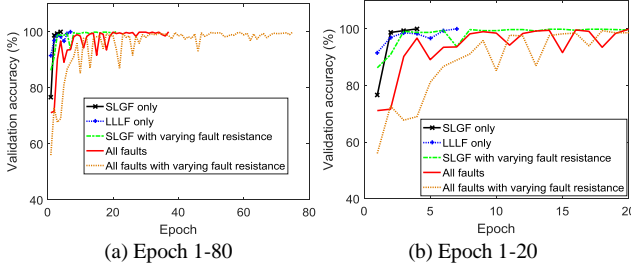 (a)
(b)
Validation accuracy (%)
100
80
60
40
SLGF only
LLLF only
SLGF with varying fault resistance
All faults
All faults with varying fault resistance
0
20
40
60
80
Epoch
(a) Epoch 1-80
Validation accuracy (%)
100
80
60
40
SLGF only
LLLF only
SLGF with varying fault resistance
All faults
All faults with varying fault resistance
0
5
10
15
20
Epoch
(b) Epoch 1-20